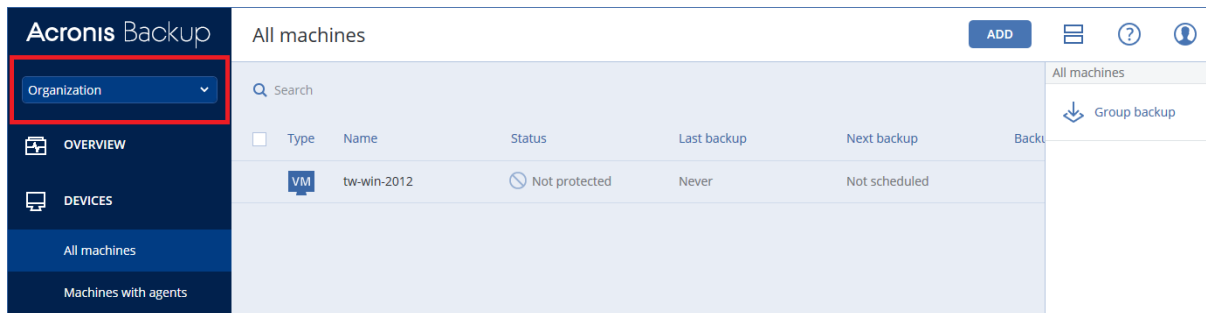 Acronis Backup
All machines
ADD
Organization
Search
All machines
Group backup
OVERVIEW
Type Name Status Last backup Next backup
VM tw-win-2012 Not protected Never Not scheduled
DEVICES
All machines
Machines with agents